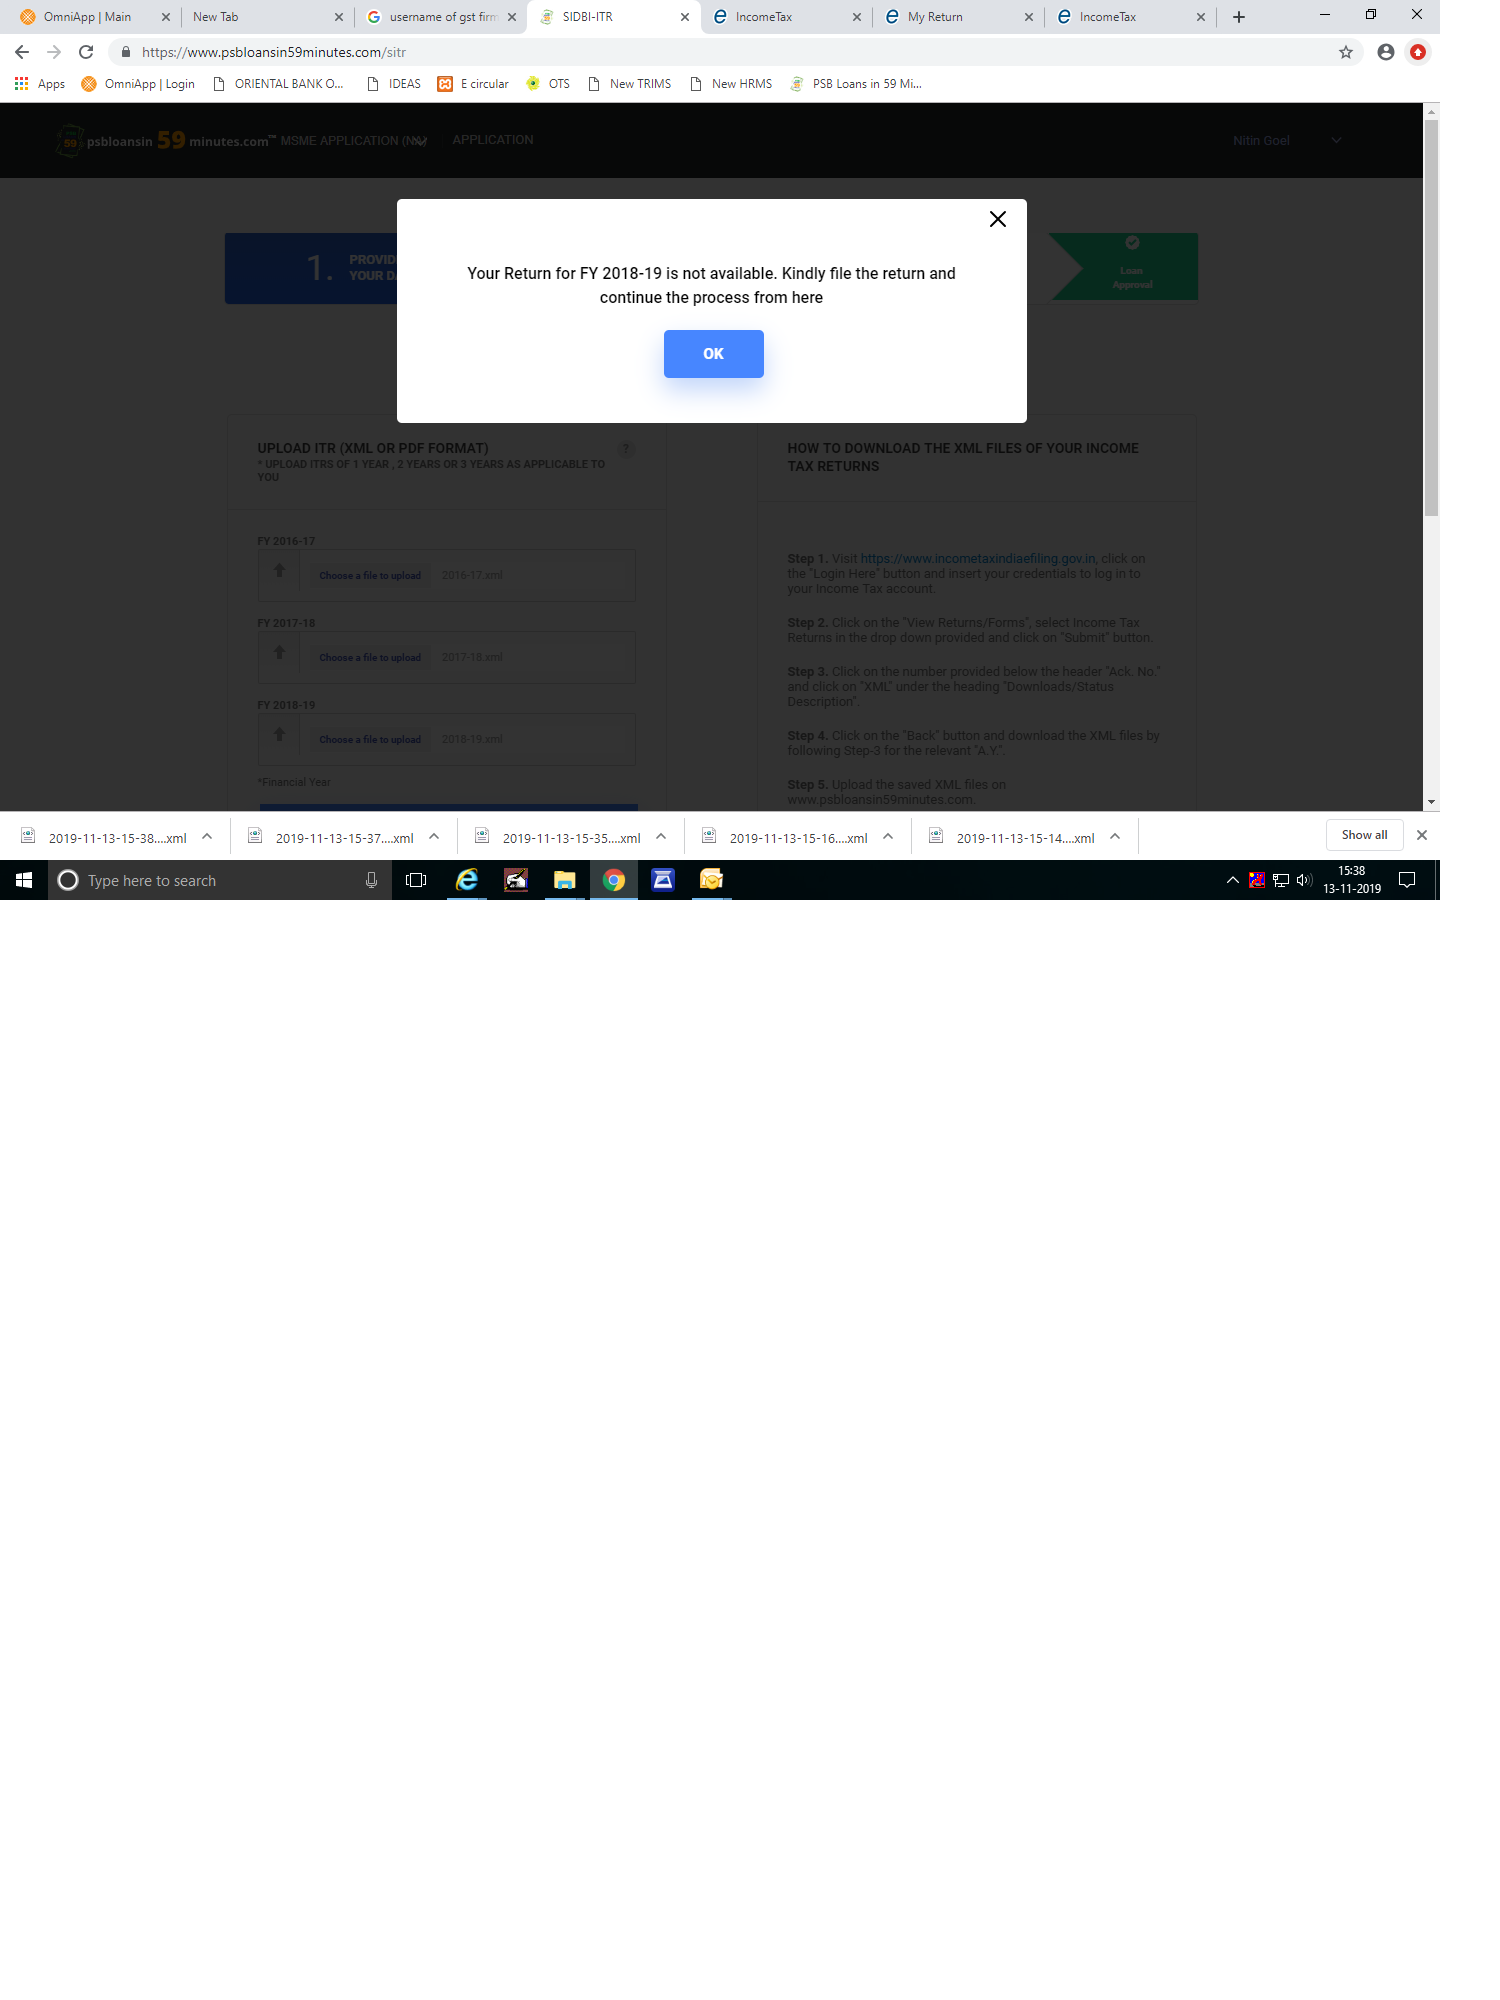 OmniApp | Main
New Tab
username of gst firm
SIDBI-ITR
IncomeTax
My Return
IncomeTax
https://www.psbloansin59minutes.com/sitr
Apps
OmniApp | Login
ORIENTAL BANK O...
IDEAS
E circular
OTS
New TRIMS
New HRMS
PSB Loans in 59 Mi...
psbloansin 59 minutes.com™
MSME APPLICATION
APPLICATION
Nitin Goel
1.
YOUR
Loan
Approval
Your Return for FY 2018-19 is not available. Kindly file the return and
continue the process from here
OK
UPLOAD ITR (XML OR PDF FORMAT)
?
* UPLOAD ITRS OF 1 YEAR , 2 YEARS OR 3 YEARS AS APPLICABLE TO
YOU
FY 2016-17
Choose a file to upload
2016-17.xml
FY 2017-18
Choose a file to upload
2017-18.xml
FY 2018-19
Choose a file to upload
2018-19.xml
*Financial Year
HOW TO DOWNLOAD THE XML FILES OF YOUR INCOME
TAX RETURNS
Step 1. Visit https://www.incometaxindiaefiling.gov.in, click on
the "Login Here" button and insert your credentials to log in to
your Income Tax account.
Step 2. Click on the "View Returns/Forms", select Income Tax
Returns in the drop down provided and click on "Submit" button.
Step 3. Click on the number provided below the header "Ack. No."
and click on "XML" under the heading "Downloads/Status
Description".
Step 4. Click on the "Back" button and download the XML files by
following Step-3 for the relevant "A.Y.".
Step 5. Upload the saved XML files on
www.psbloansin59minutes.com.
2019-11-13-15-38....xml
2019-11-13-15-37....xml
2019-11-13-15-35....xml
2019-11-13-15-16....xml
2019-11-13-15-14....xml
Show all
Type here to search
15:38
13-11-2019